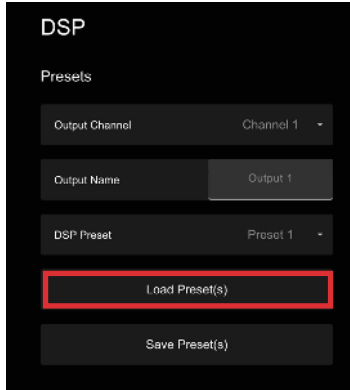 DSP
Presets
Output Channel Channel 1
Output Name Output 1
DSP Preset Preset 1
Load Preset(s)
Save Preset(s)